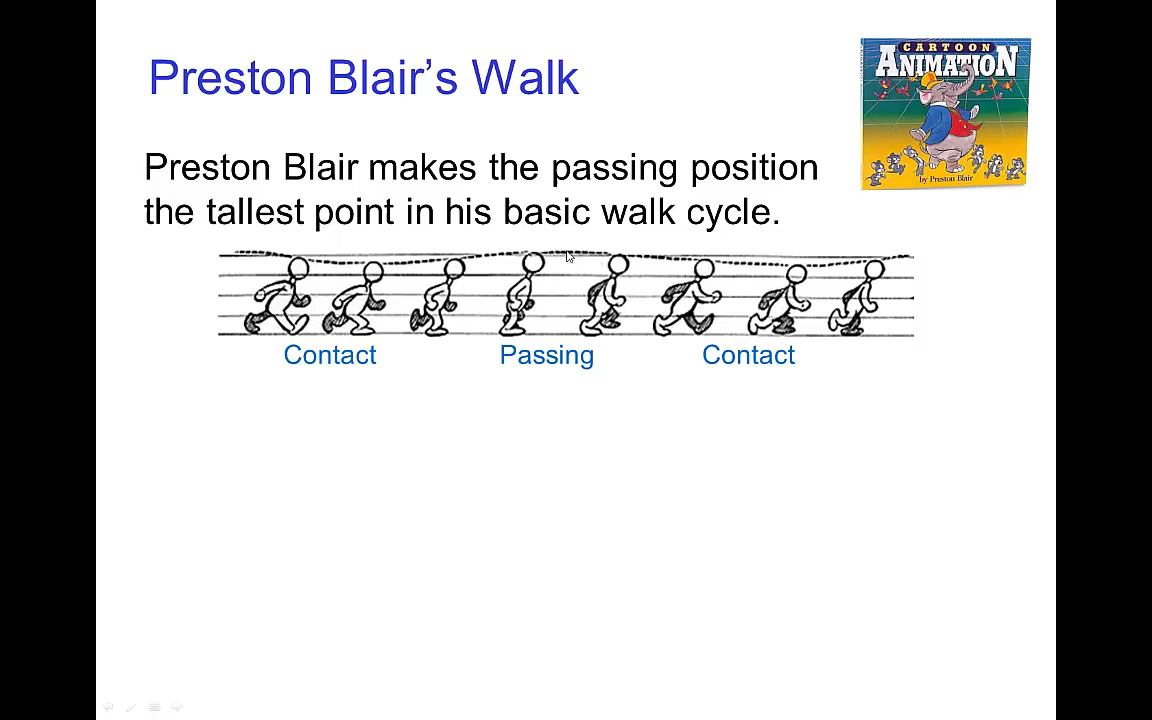 Preston Blair's Walk
CARTOON
ANIMATION
by Preston Blair
Preston Blair makes the passing position
the tallest point in his basic walk cycle.
Contact
Passing
Contact